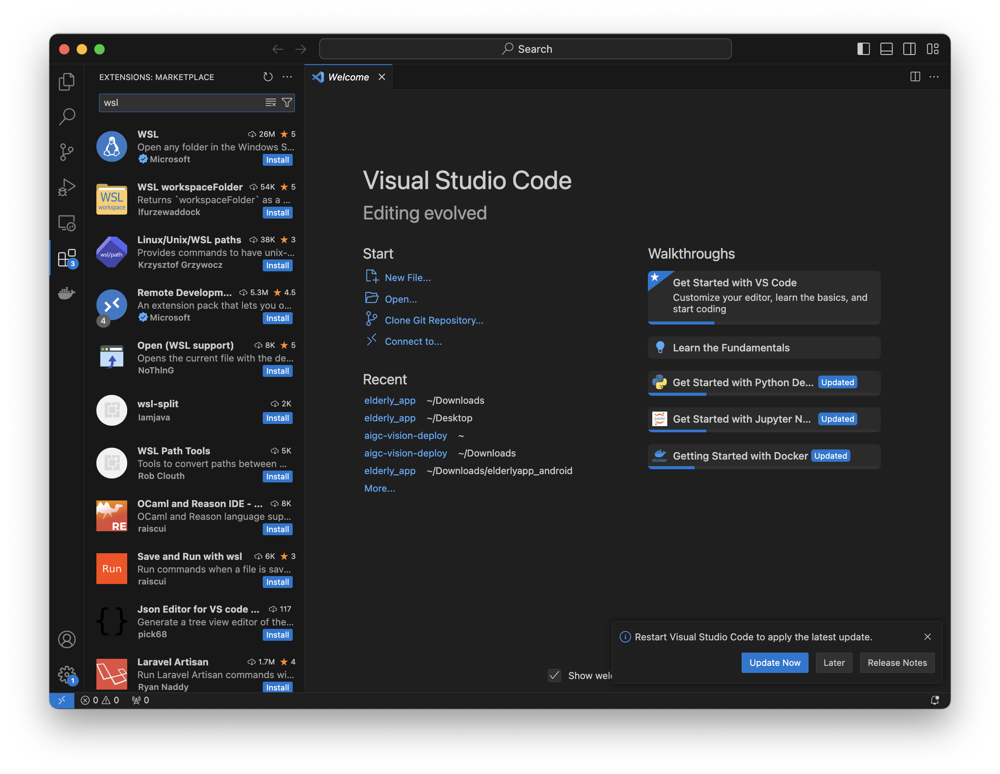 Search
EXTENSIONS: MARKETPLACE
wsl
WSL 26M 5
Open any folder in the Windows S...
Microsoft Install
WSL workspace
WSL workspaceFolder 54K 5
Returns `workspaceFolder` as a ...
lfurzewaddock Install
wsl/path
Linux/Unix/WSL paths 38K 3
Provides commands to have unix-...
Krzysztof Grzywocz Install
Remote Developm... 5.3M 4.5
An extension pack that lets you o...
4 Microsoft Install
Open (WSL support) 8K 5
Opens the current file with the de...
NoThInG Install
wsl-split 2K
Iamjava Install
WSL Path Tools 5K
Tools to convert paths between ...
Rob Clouth Install
RE
OCaml and Reason IDE - ... 8K
OCaml and Reason language sup...
raiscui Install
Run
Save and Run with wsl 6K 3
Run commands when a file is sav...
raiscui Install
{}
Json Editor for VS code ... 117
Generate a tree view editor of the...
pick68 Install
Laravel Artisan 1.7M 4
Run Laravel Artisan commands wi...
Ryan Naddy Install
3
1
Welcome
Visual Studio Code
Editing evolved
Start
New File...
Open...
Clone Git Repository...
Connect to...
Recent
elderly_app ~/Downloads
elderly_app ~/Desktop
aigc-vision-deploy ~
aigc-vision-deploy ~/Downloads
elderly_app ~/Downloads/elderlyapp_android
More...
Walkthroughs
Get Started with VS Code
Customize your editor, learn the basics, and
start coding
Learn the Fundamentals
Get Started with Python De... Updated
jupyter
Get Started with Jupyter N... Updated
docker
Getting Started with Docker Updated
Show welc
Restart Visual Studio Code to apply the latest update.
Update Now Later Release Notes
0 0 0